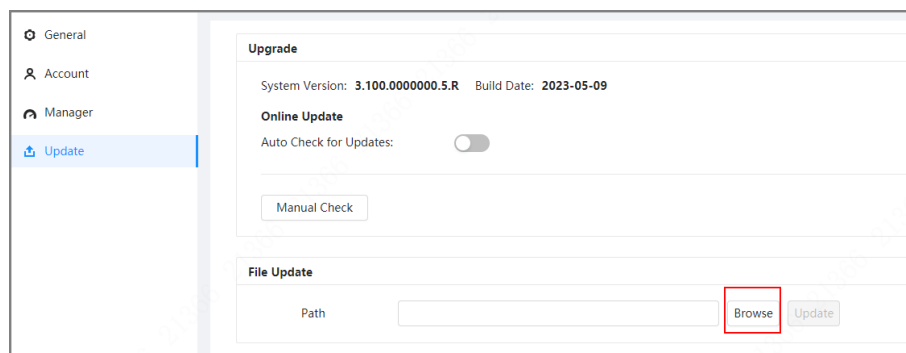 General
Account
Manager
Update
Upgrade
System Version: 3.100.0000000.5.R Build Date: 2023-05-09
Online Update
Auto Check for Updates:
Manual Check
File Update
Path Browse Update